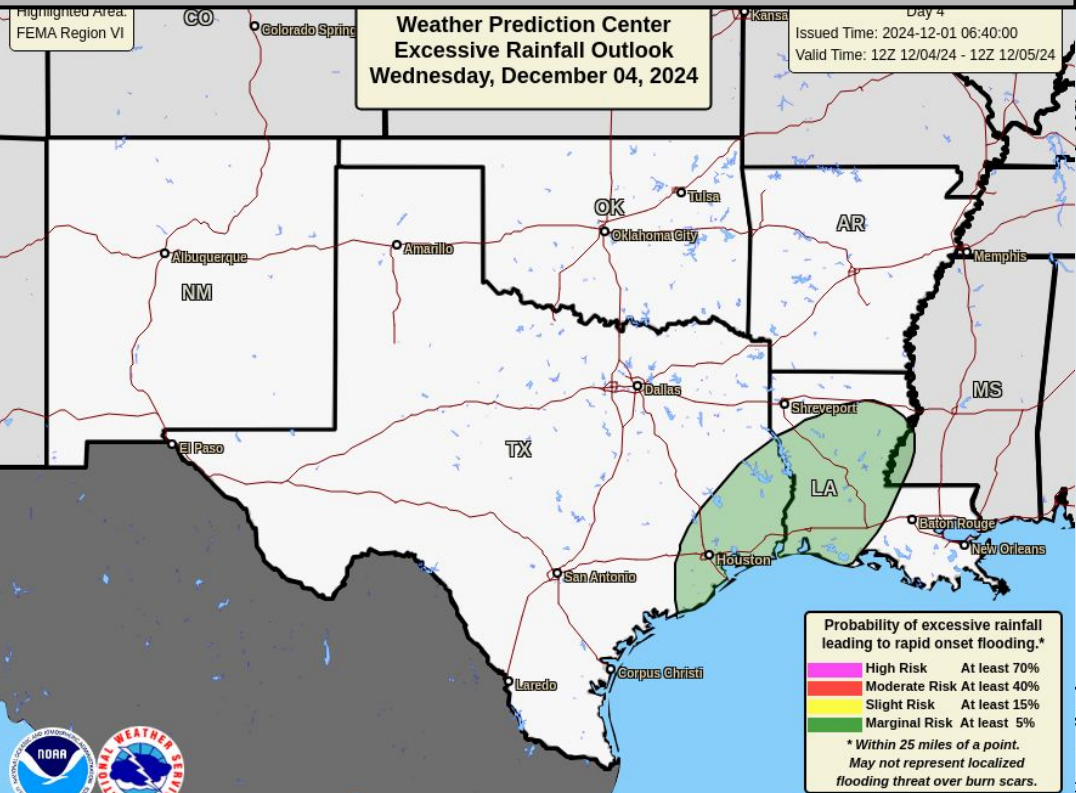 Highlighted Area:
FEMA Region VI
Weather Prediction Center
Excessive Rainfall Outlook
Wednesday, December 04, 2024
Day 4
Issued Time: 2024-12-01 06:40:00
Valid Time: 12Z 12/04/24 - 12Z 12/05/24
CO
Colorado Spring
Kansa
Tulsa
OK
Oklahoma City
AR
Albuquerque
Amarillo
Memphis
NM
Dallas
MS
Shreveport
El Paso
TX
LA
Baton Rouge
New Orleans
Houston
San Antonio
Corpus Christi
Laredo
Probability of excessive rainfall
leading to rapid onset flooding.*
High Risk At least 70%
Moderate Risk At least 40%
Slight Risk At least 15%
Marginal Risk At least 5%
* Within 25 miles of a point.
May not represent localized
flooding threat over burn scars.
NOAA
WEATHER